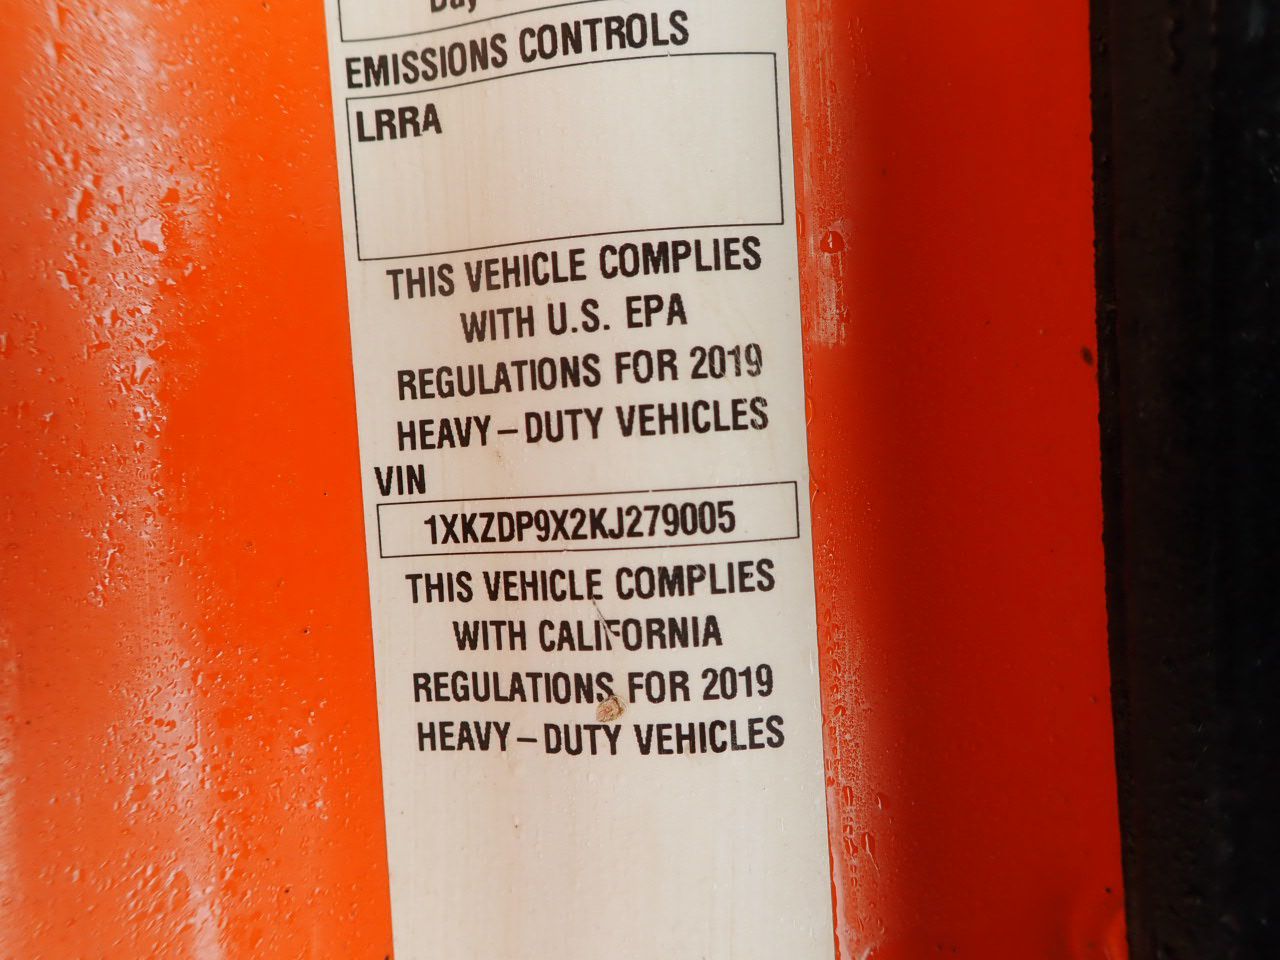 Day
EMISSIONS CONTROLS
LRRA
THIS VEHICLE COMPLIES
WITH U.S. EPA
REGULATIONS FOR 2019
HEAVY-DUTY VEHICLES
VIN
1XKZDP9X2KJ279005
THIS VEHICLE COMPLIES
WITH CALIFORNIA
REGULATIONS FOR 2019
HEAVY-DUTY VEHICLES